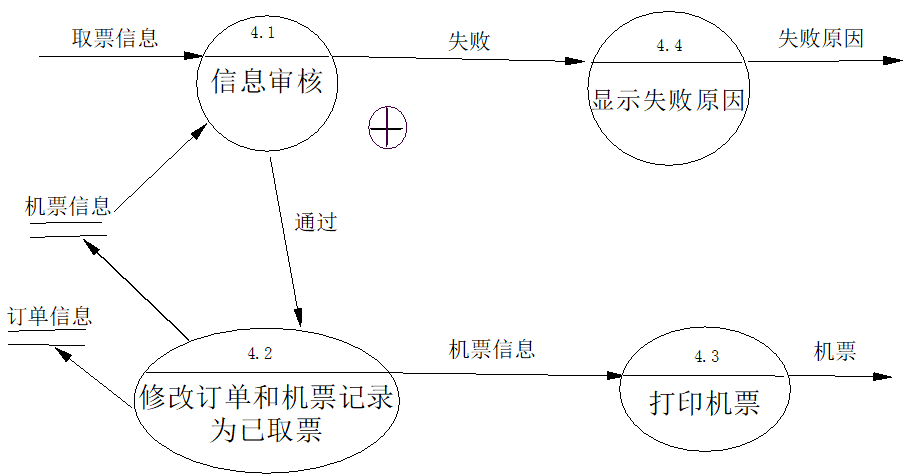 取票信息
4.1
信息审核
失败
4.4
显示失败原因
失败原因
机票信息
通过
订单信息
4.2
修改订单和机票记录
为已取票
机票信息
4.3
打印机票
机票